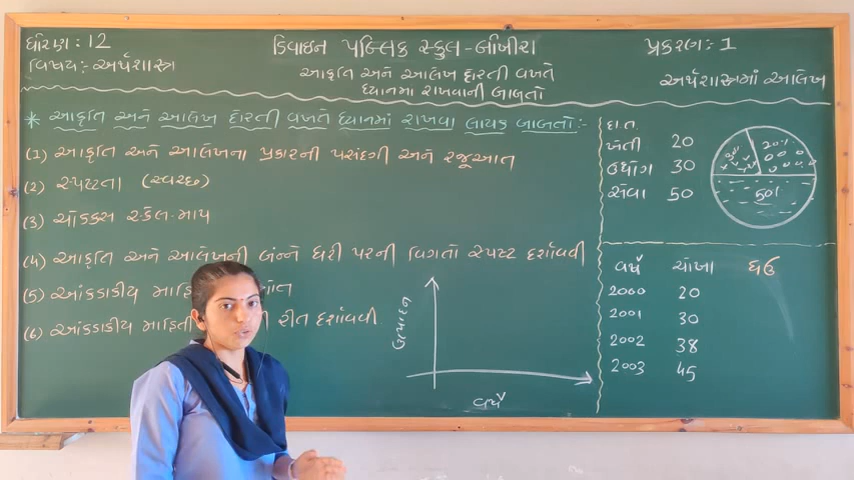 ધોરણ : 12
વિષય :- અર્થશાસ્ત્ર
ડિવાઇન પબ્લિક સ્કુલ-લીંબીરા
આકૃતિ અને આલેખ દોરતી વખતે
ધ્યાનમાં રાખવાની બાબતો
પ્રકરણ : 1
અર્થશાસ્ત્રમાં આલેખ
* આકૃતિ અને આલેખ દોરતી વખતે ધ્યાનમાં રાખવા લાયક બાબતો :-
(1) આકૃતિ અને આલેખના પ્રકારની પસંદગી અને રજૂઆત
(2) સ્પષ્ટતા (સ્વચ્છ)
(3) ચોક્કસ સ્કેલ-માપ
(4) આકૃતિ અને આલેખની બંન્ને ધરી પરની વિગતો સ્પષ્ટ દર્શાવવી
(5) આંકડાકીય
(6) આંકડાકીય માહિતી રીત દર્શાવવી
ઉત્પાદન
વર્ષ
દા.ત.
ખેતી 20
ઉદ્યોગ 30
સેવા 50
20%
50%
વર્ષ ચોખા ઘઉં
2000 20
2001 30
2002 38
2003 45